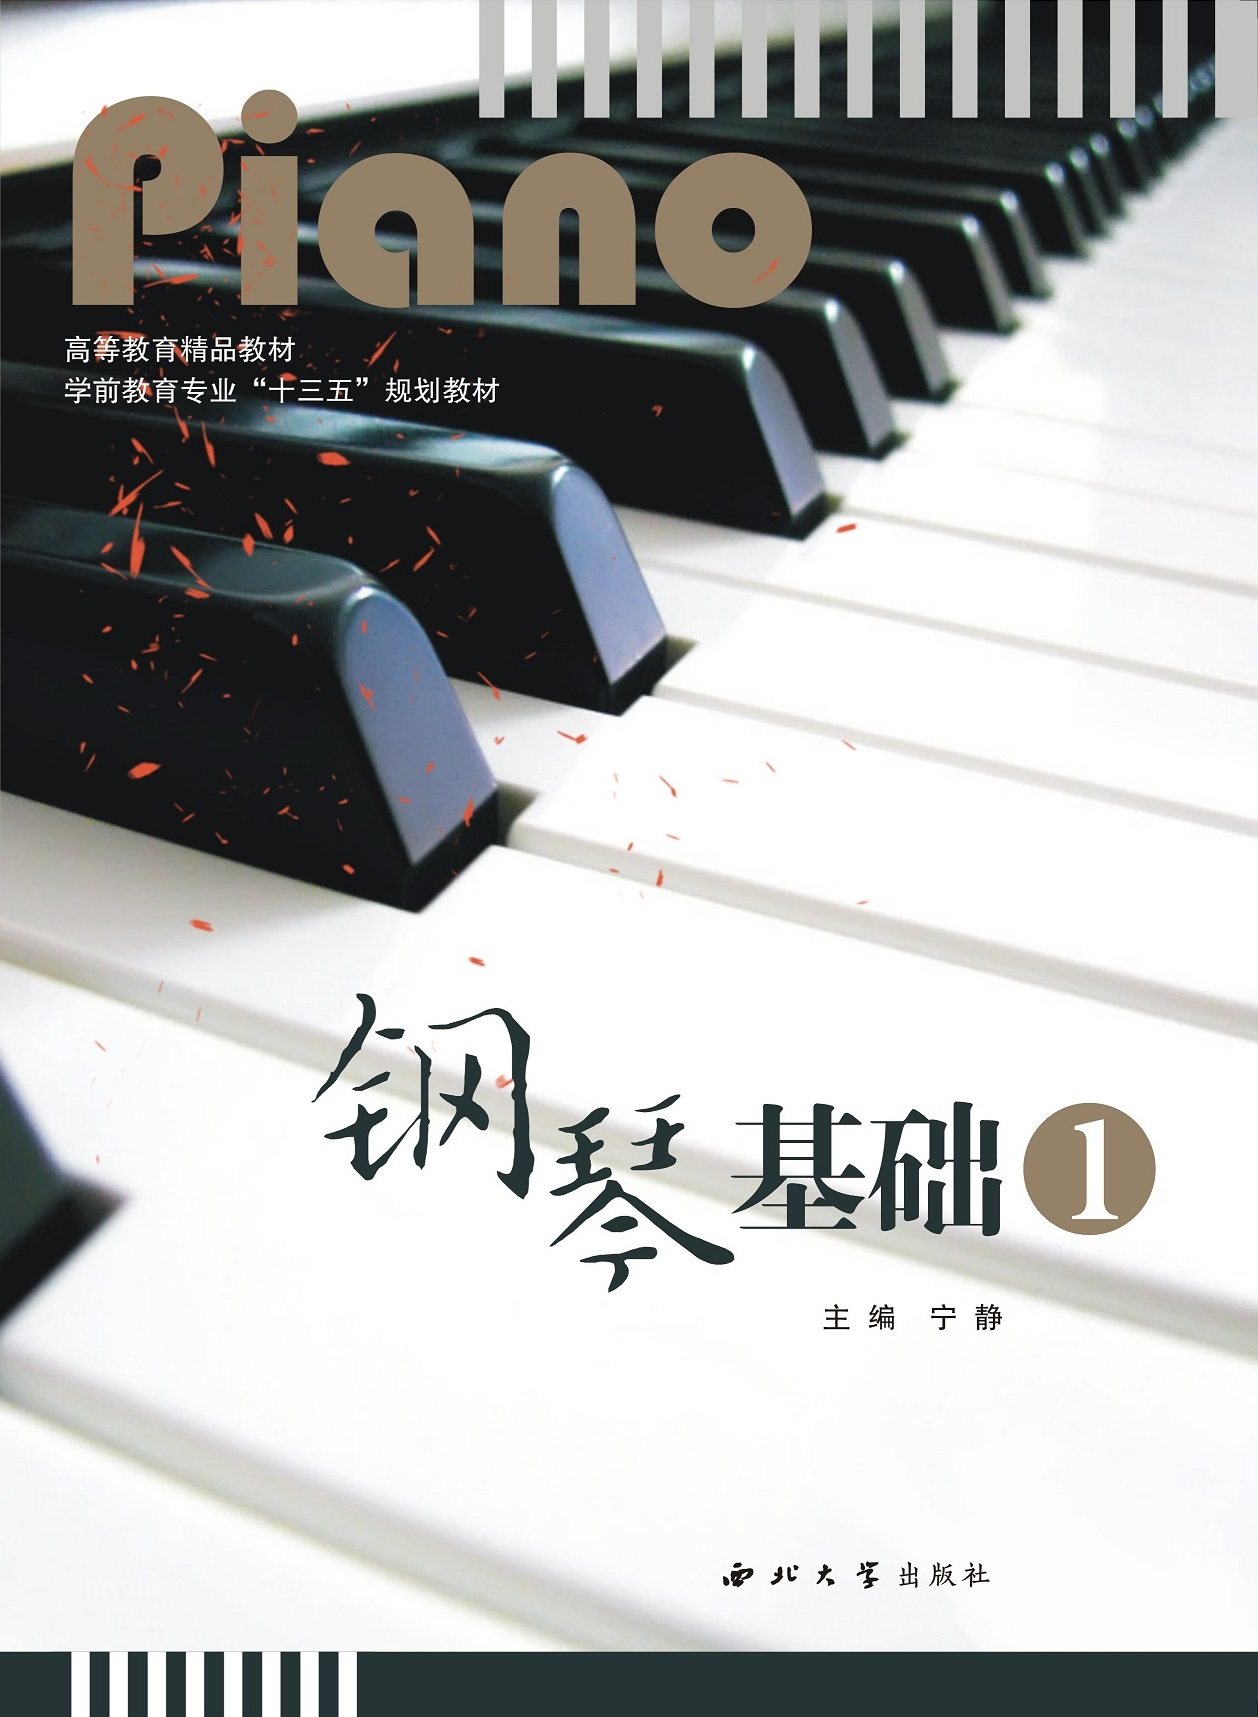 Piano
高等教育精品教材
学前教育专业“十三五”规划教材
钢琴基础1
主编 宁静
西北大学出版社